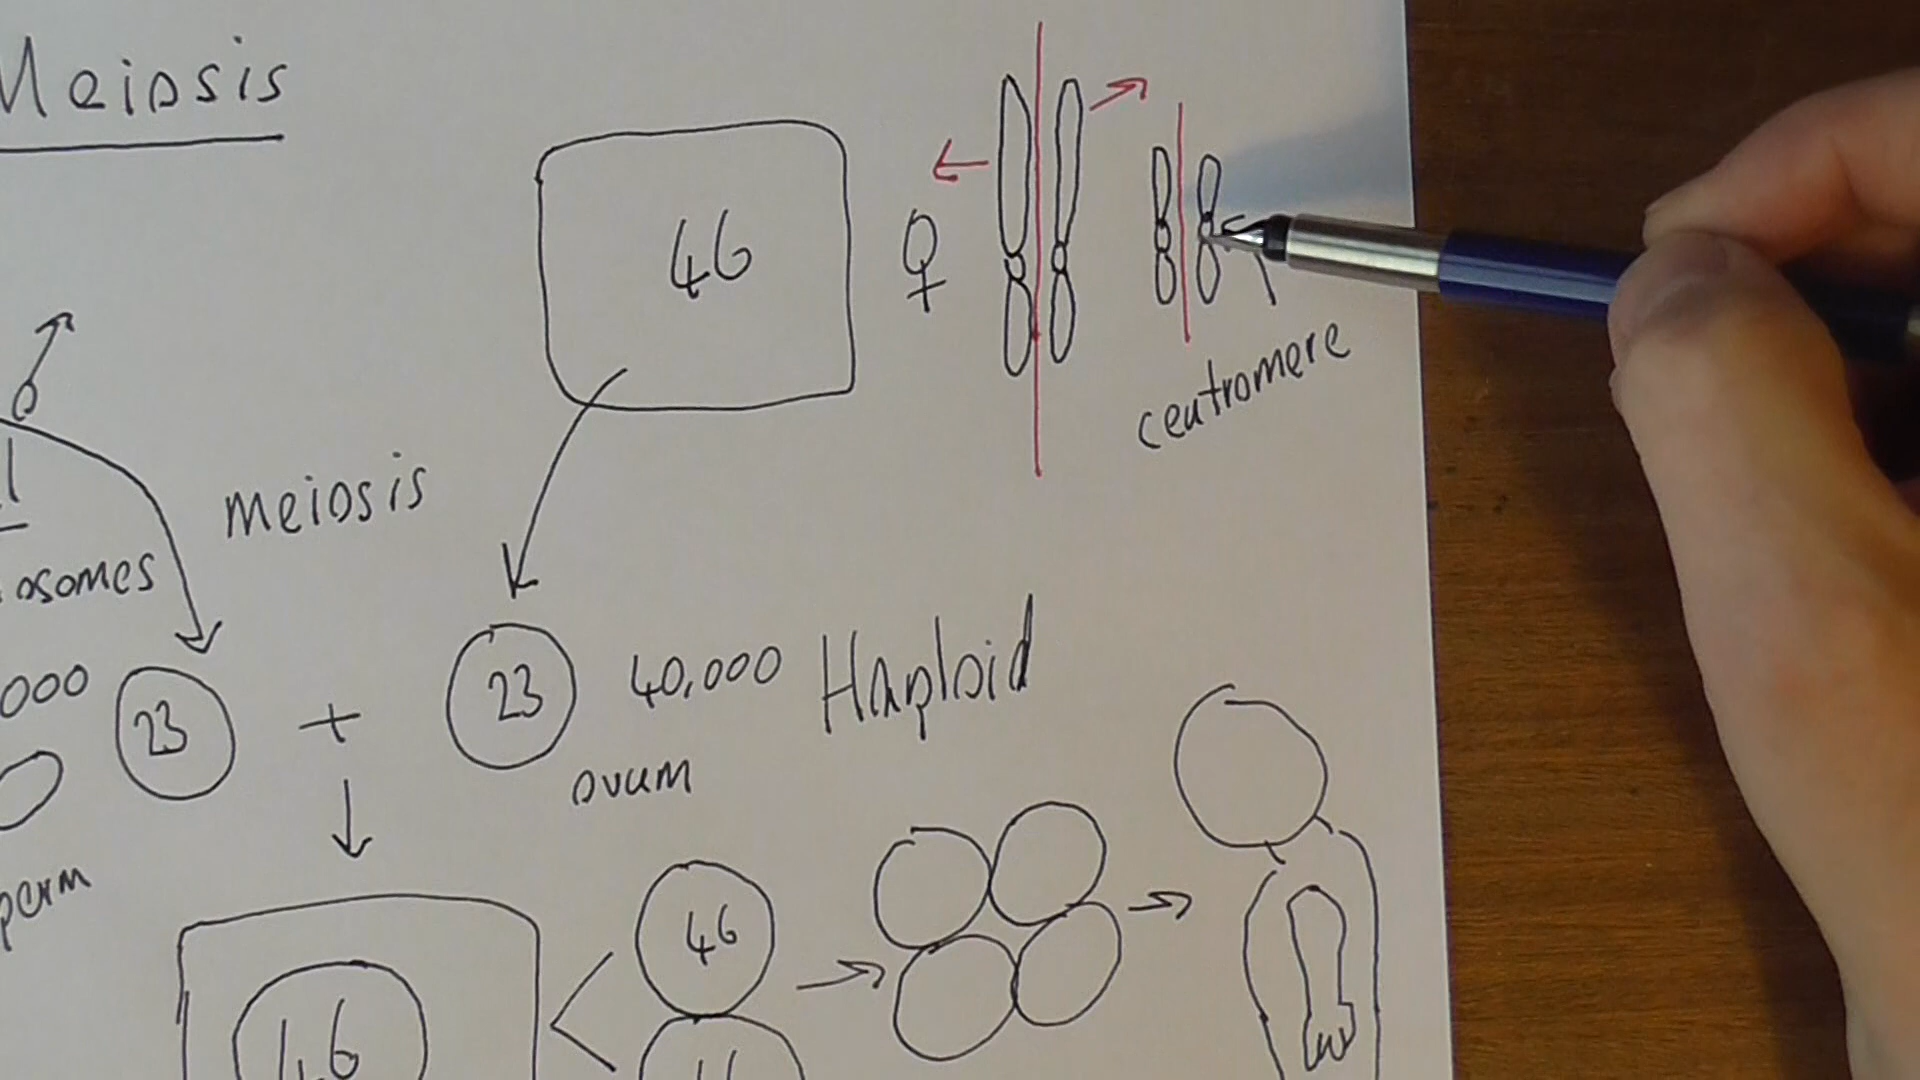 Meiosis
46
♀
centromere
♂
meiosis
osomes
000
23
+
23
40,000 Haploid
ovum
perm
46
46